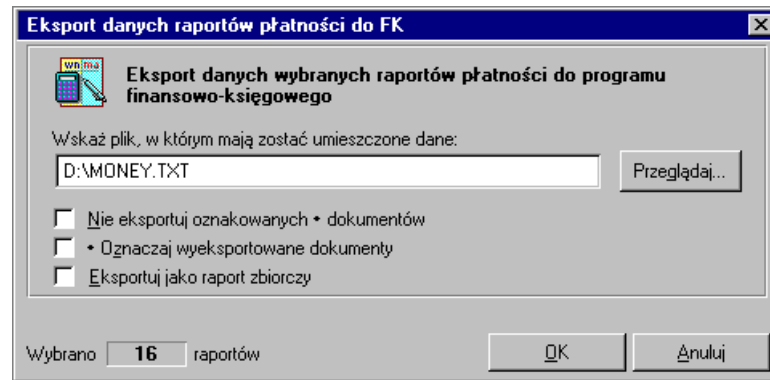 Eksport danych raportów płatności do FK
wn ma
Eksport danych wybranych raportów płatności do programu
finansowo-księgowego
Wskaż plik, w którym mają zostać umieszczone dane:
D:\MONEY.TXT
Przeglądaj...
Nie eksportuj oznakowanych • dokumentów
• Oznaczaj wyeksportowane dokumenty
Eksportuj jako raport zbiorczy
Wybrano 16 raportów
OK
Anuluj